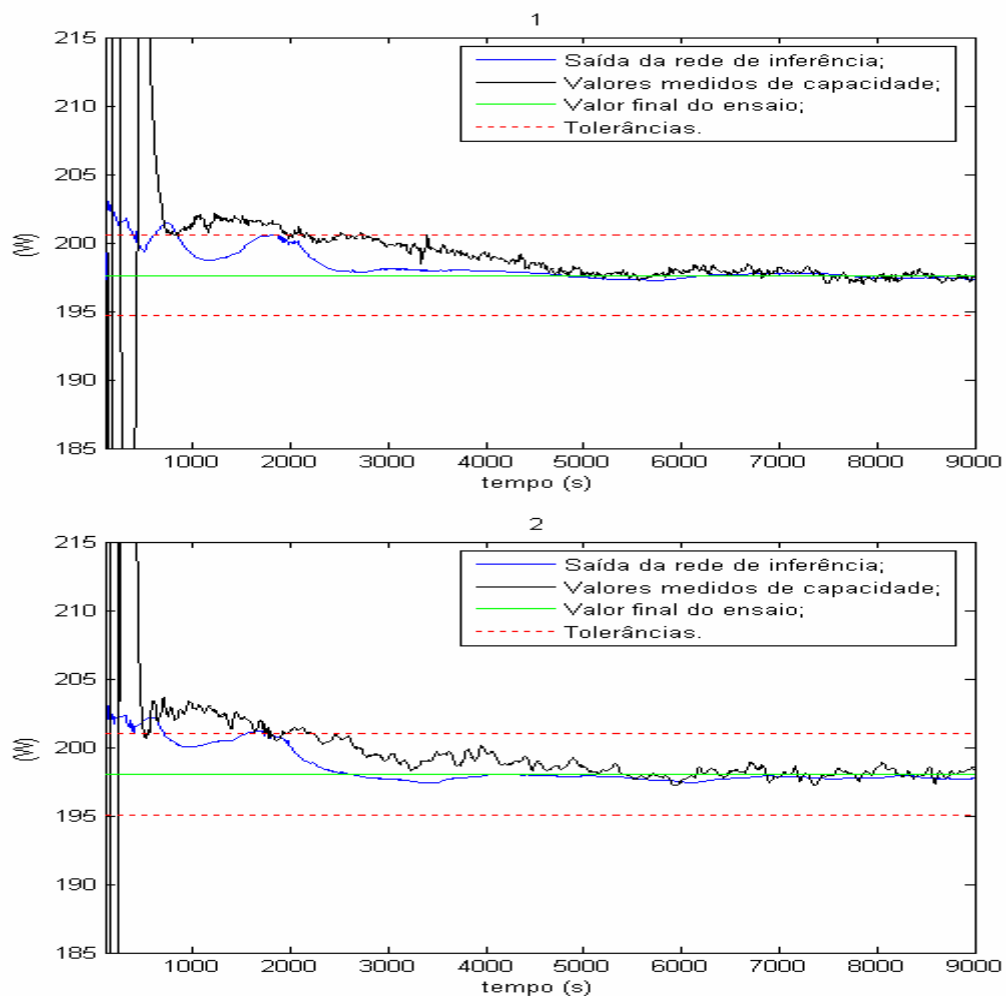 1
215
210
205
200
195
190
185
(W)
Saída da rede de inferência;
Valores medidos de capacidade;
Valor final do ensaio;
Tolerâncias.
1000 2000 3000 4000 5000 6000 7000 8000 9000
tempo (s)
2
215
210
205
200
195
190
185
(W)
Saída da rede de inferência;
Valores medidos de capacidade;
Valor final do ensaio;
Tolerâncias.
1000 2000 3000 4000 5000 6000 7000 8000 9000
tempo (s)